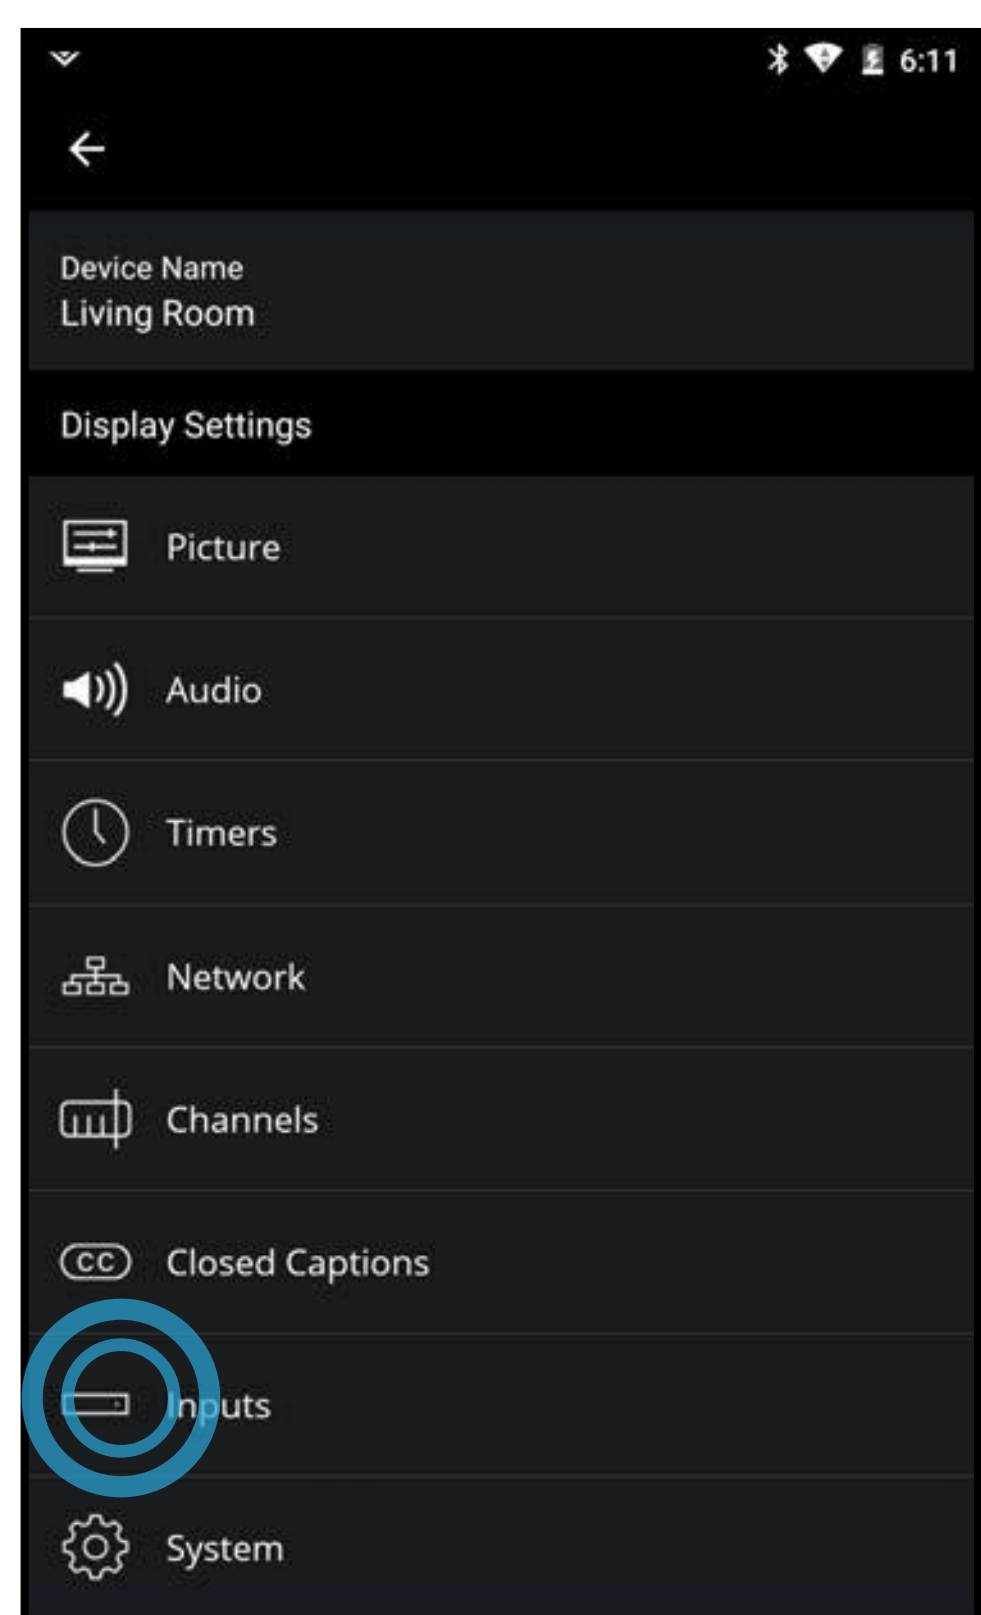 6:11
Device Name
Living Room
Display Settings
Picture
Audio
Timers
Network
Channels
CC Closed Captions
Inputs
System